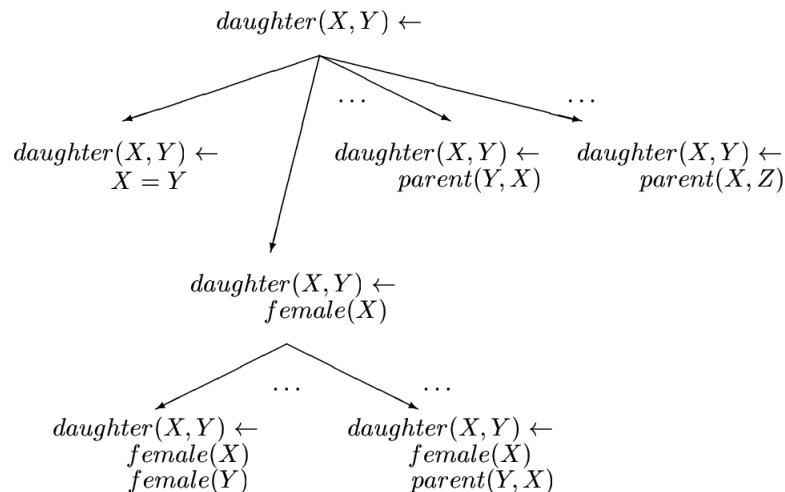 daughter(X, Y) ←
... ...
daughter(X, Y) ←
X = Y
daughter(X, Y) ←
parent(Y, X)
daughter(X, Y) ←
parent(X, Z)
daughter(X, Y) ←
female(X)
... ...
daughter(X, Y) ←
female(X)
female(Y)
daughter(X, Y) ←
female(X)
parent(Y, X)